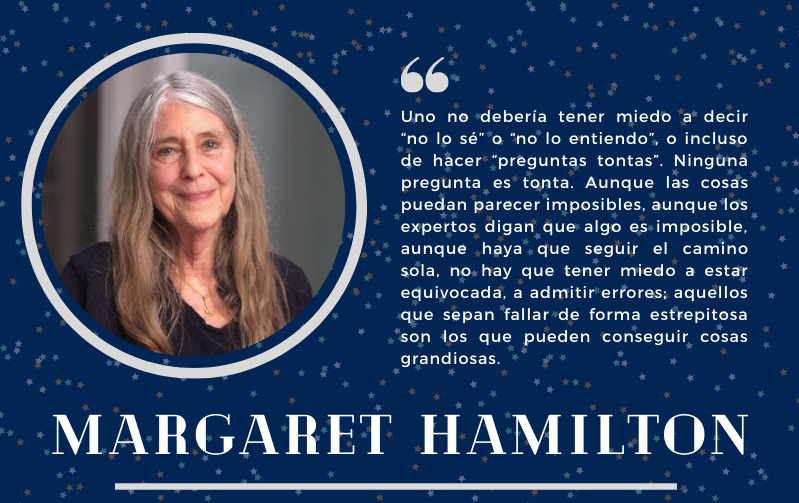 “
Uno no debería tener miedo a decir
“no lo sé” o “no lo entiendo”, o incluso
de hacer “preguntas tontas”. Ninguna
pregunta es tonta. Aunque las cosas
puedan parecer imposibles, aunque los
expertos digan que algo es imposible,
aunque haya que seguir el camino
sola, no hay que tener miedo a estar
equivocada, a admitir errores; aquellos
que sepan fallar de forma estrepitosa
son los que pueden conseguir cosas
grandiosas.
MARGARET HAMILTON